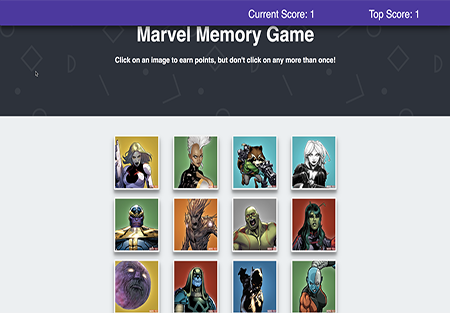 Current Score: 1 Top Score: 1
Marvel Memory Game
Click on an image to earn points, but don't click on any more than once!